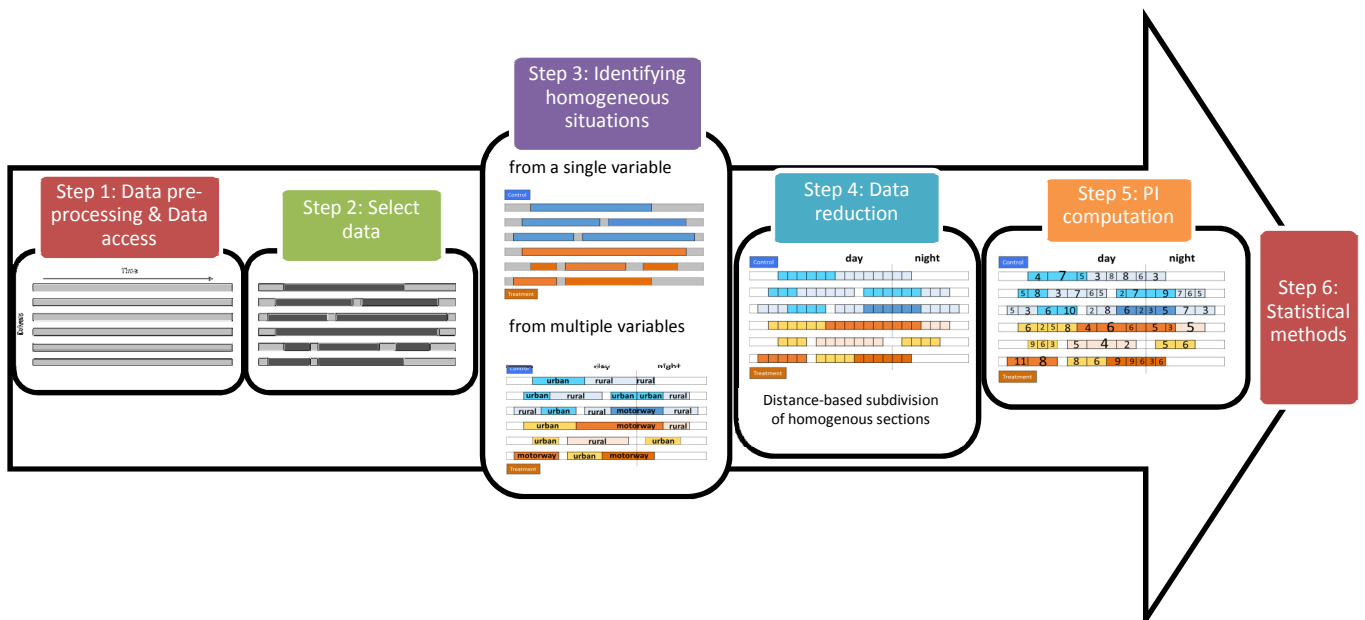 Step 1: Data pre-
processing & Data
access
Time
Step 2: Select
data
Step 3: Identifying
homogeneous
situations
from a single variable
Control
Treatment
from multiple variables
Control
day night
urban rural rural
urban rural urban urban rural
rural urban rural motorway rural
urban motorway rural
urban rural urban
motorway urban motorway
Treatment
Step 4: Data
reduction
Control
day night
Treatment
Distance-based subdivision
of homogenous sections
Step 5: PI
computation
Control
day night
4 7 5 3 8 8 6 3
5 8 3 7 6 5 2 7 9 7 6 5
5 3 6 10 2 8 6 2 3 5 7 3
6 2 5 8 4 6 6 5 3 5
9 6 3 5 4 2 5 6
11 8 8 6 9 9 6 3 6
Treatment
Step 6:
Statistical
methods